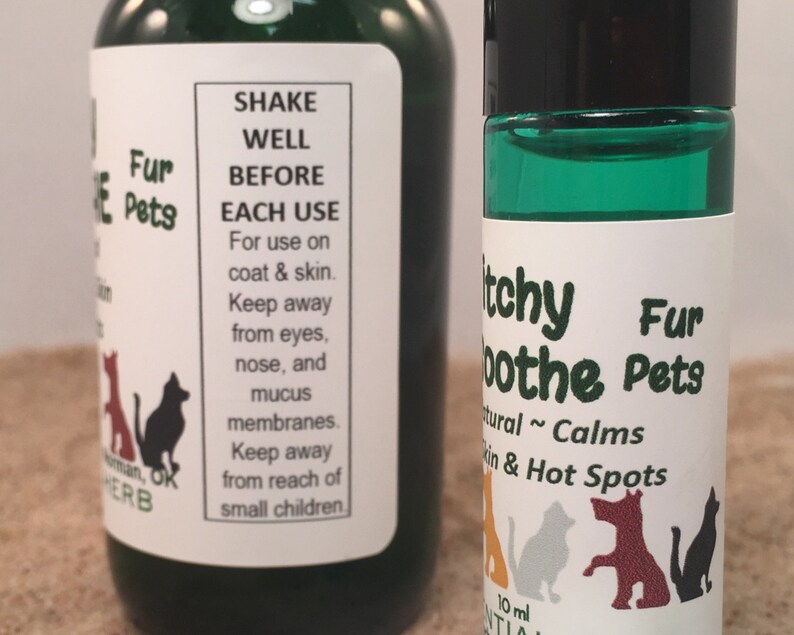 Fur
Pets
Norman, OK
HERB
SHAKE
WELL
BEFORE
EACH USE
For use on
coat & skin.
Keep away
from eyes,
nose, and
mucus
membranes.
Keep away
from reach of
small children.
itchy
Soothe
Fur
Pets
~ Calms
Skin & Hot Spots
10 ml